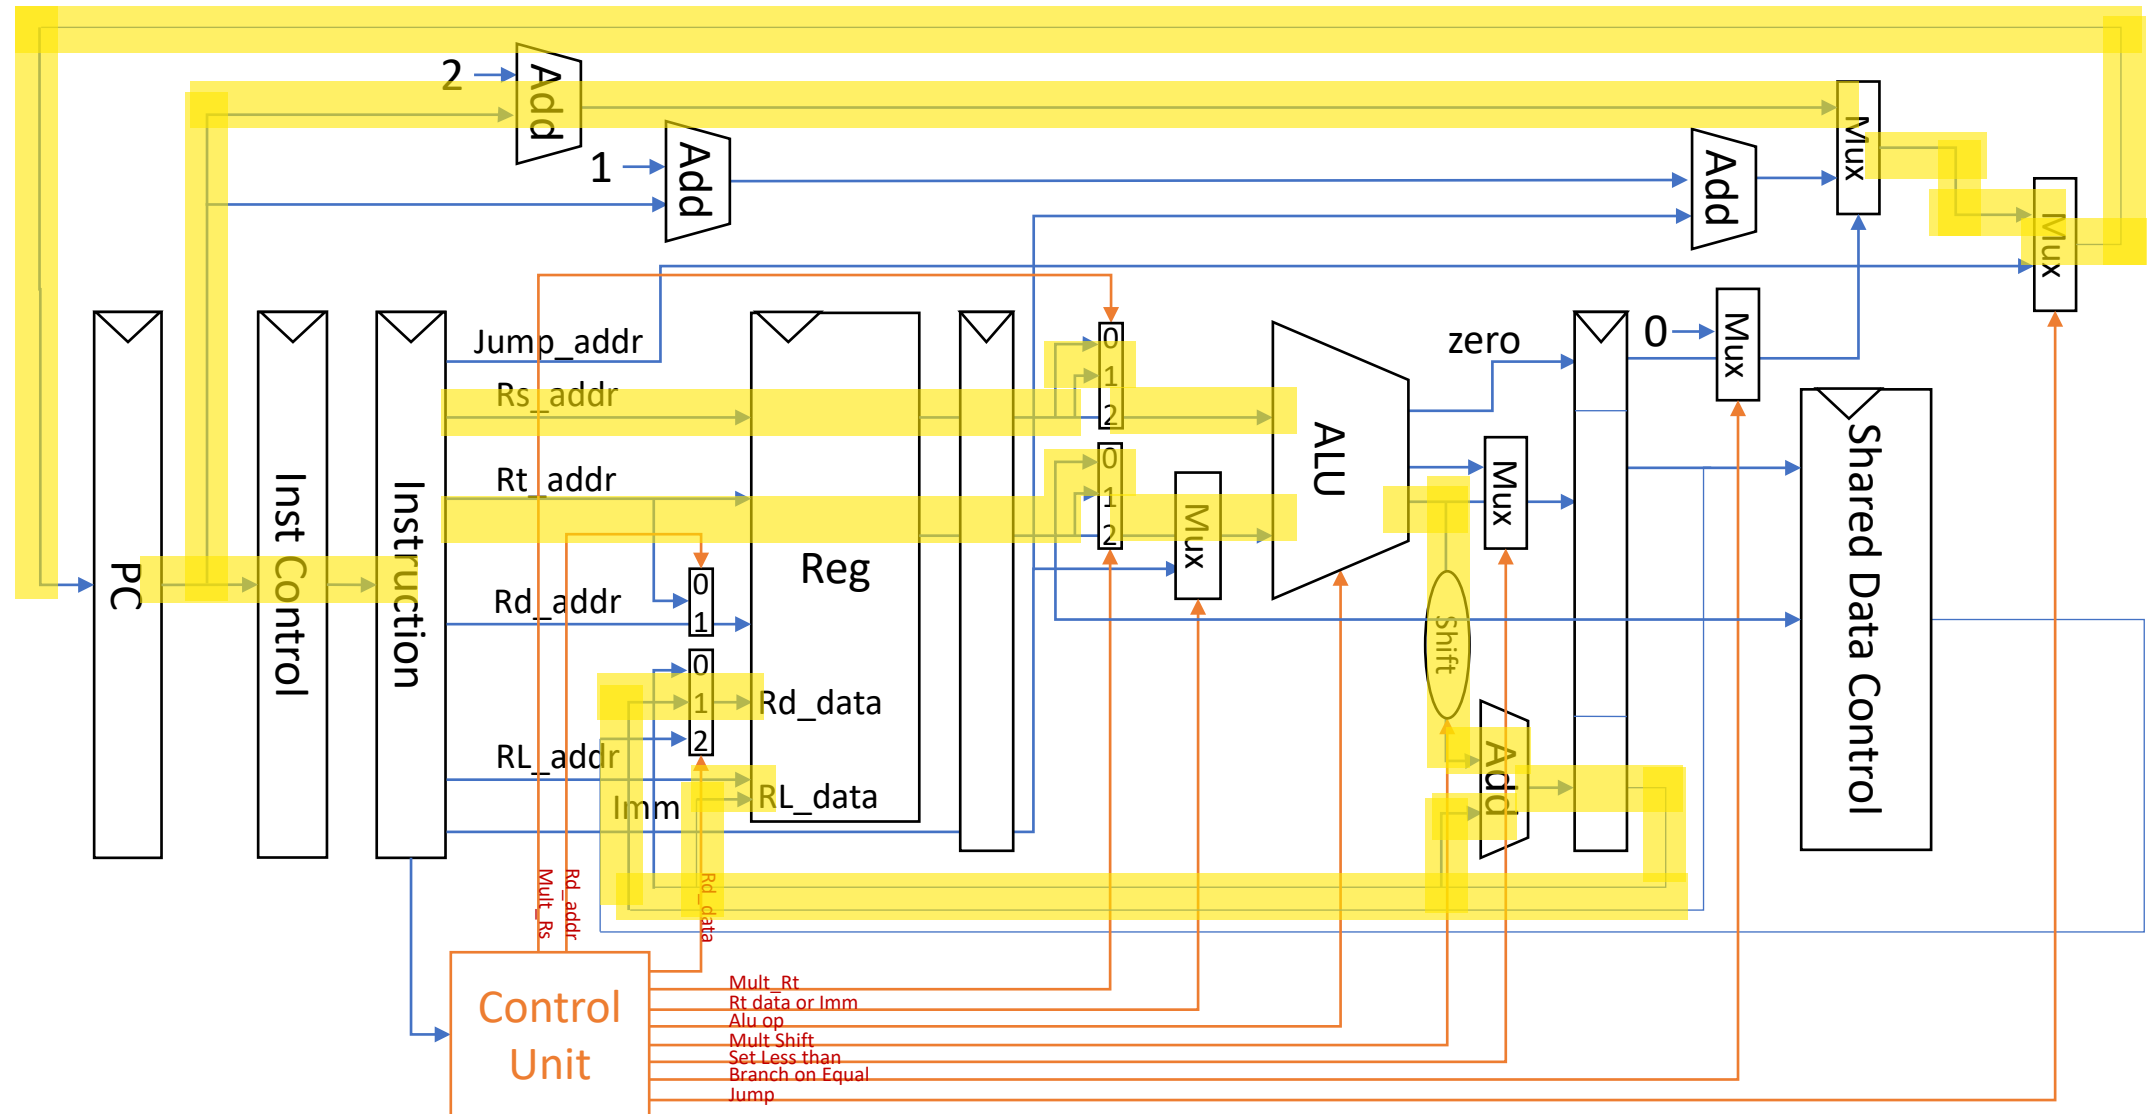 2
Add
1
Add
Add
Mux
Mux
Jump_addr
Rs_addr
Rt_addr
Rd_addr
RL_addr
Imm
PC
Inst Control
Instruction
Reg
Rd_data
RL_data
0
1
0
1
2
0
1
2
0
1
2
Mux
ALU
zero
Mux
Shift
Add
0
Mux
Shared Data Control
Mult_Rs
Rd_addr
Rd_data
Control
Unit
Mult_Rt
Rt data or Imm
Alu op
Mult Shift
Set Less than
Branch on Equal
Jump